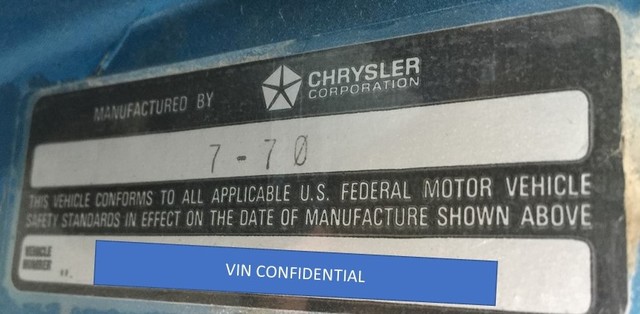 MANUFACTURED BY CHRYSLER CORPORATION
7-70
THIS VEHICLE CONFORMS TO ALL APPLICABLE U.S. FEDERAL MOTOR VEHICLE
SAFETY STANDARDS IN EFFECT ON THE DATE OF MANUFACTURE SHOWN ABOVE
VEHICLE
NUMBER
VIN CONFIDENTIAL